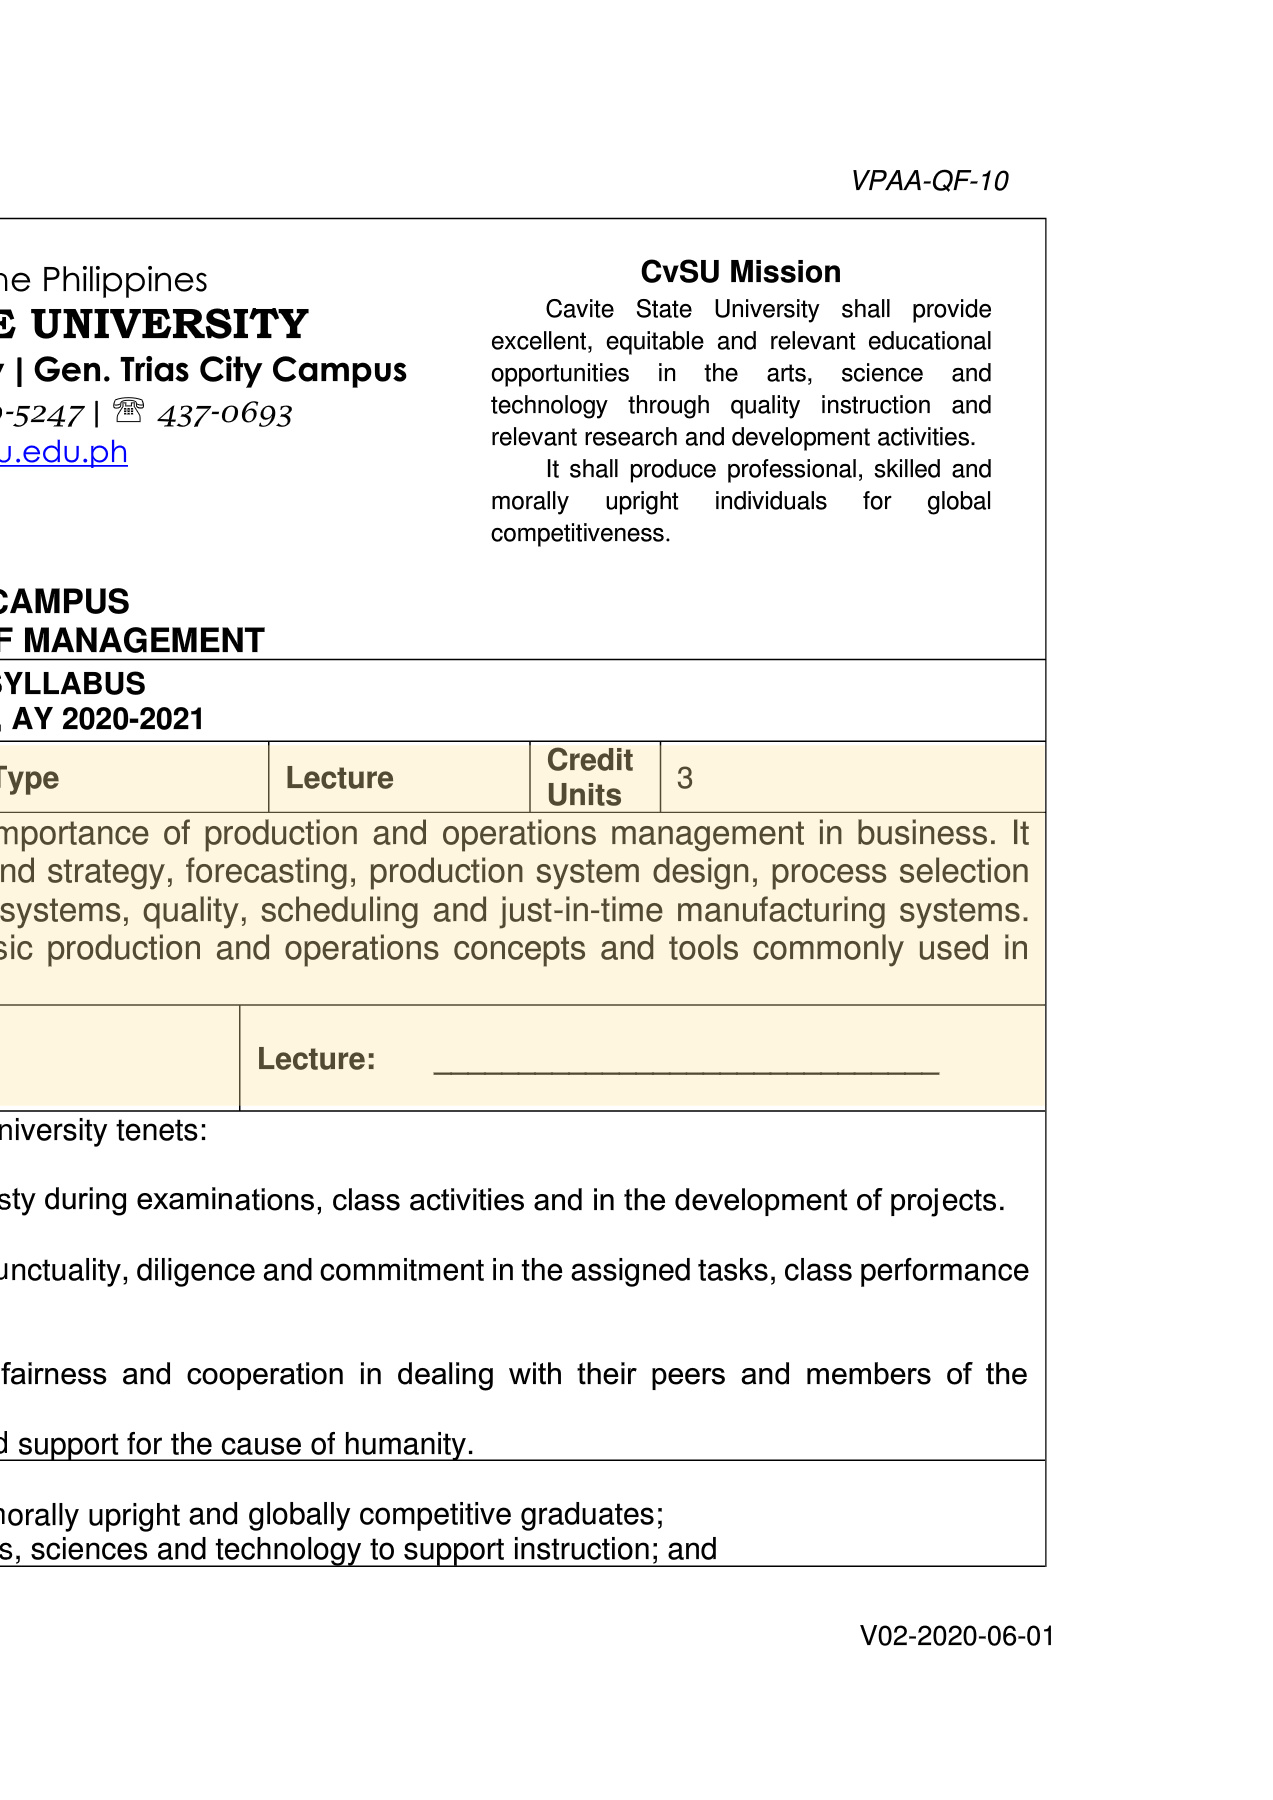 VPAA-QF-10
he Philippines
E UNIVERSITY
| Gen. Trias City Campus
-5247 | ☏ 437-0693
u.edu.ph
CvSU Mission
Cavite State University shall provide
excellent, equitable and relevant educational
opportunities in the arts, science and
technology through quality instruction and
relevant research and development activities.
It shall produce professional, skilled and
morally upright individuals for global
competitiveness.
CAMPUS
F MANAGEMENT
SYLLABUS
, AY 2020-2021
Type
Lecture
Credit
Units
3
mportance of production and operations management in business. It
nd strategy, forecasting, production system design, process selection
systems, quality, scheduling and just-in-time manufacturing systems.
sic production and operations concepts and tools commonly used in
Lecture: ______________________________
niversity tenets:
sty during examinations, class activities and in the development of projects.
unctuality, diligence and commitment in the assigned tasks, class performance
fairness and cooperation in dealing with their peers and members of the
d support for the cause of humanity.
morally upright and globally competitive graduates;
s, sciences and technology to support instruction; and
V02-2020-06-01